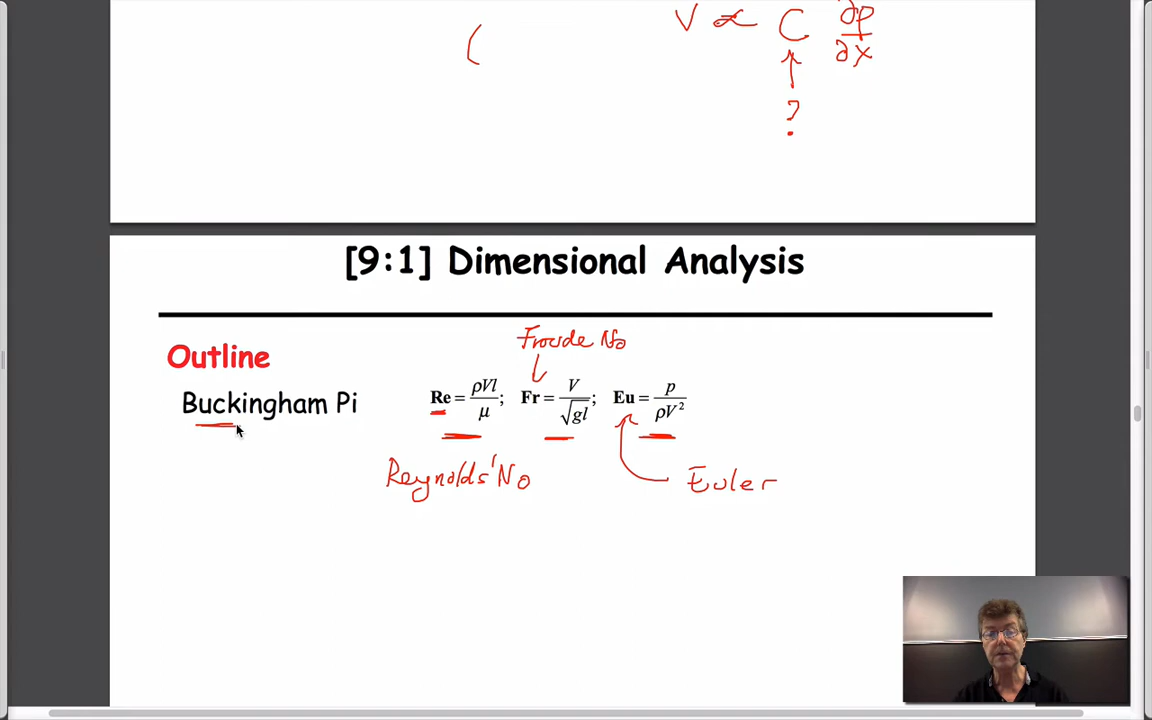 V ∝ C ∂p/∂x
(
?
[9:1] Dimensional Analysis
Outline
Froude No
Buckingham Pi
Re = ρVl/μ; Fr = V/√gl; Eu = p/ρV²
Reynolds' No
Euler